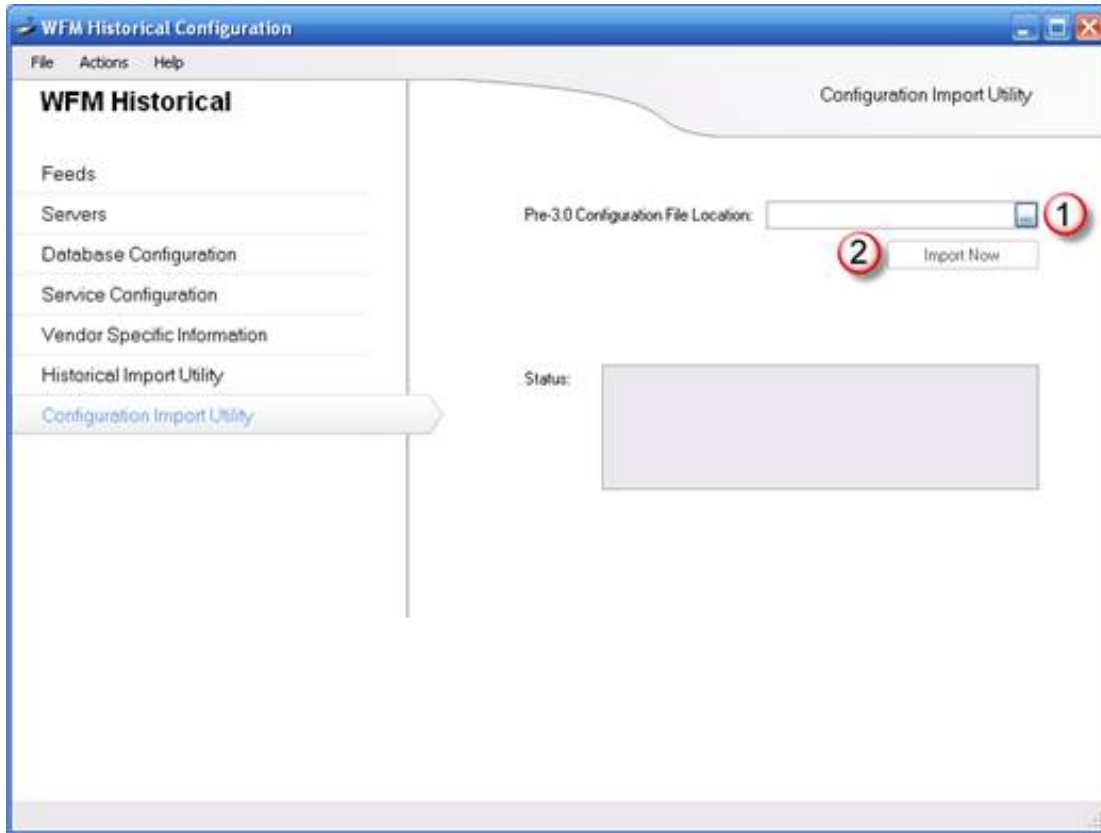 WFM Historical Configuration
File Actions Help
WFM Historical
Configuration Import Utility
Feeds
Servers
Database Configuration
Service Configuration
Vendor Specific Information
Historical Import Utility
Configuration Import Utility
Pre-3.0 Configuration File Location:
... 1
2 Import Now
Status: